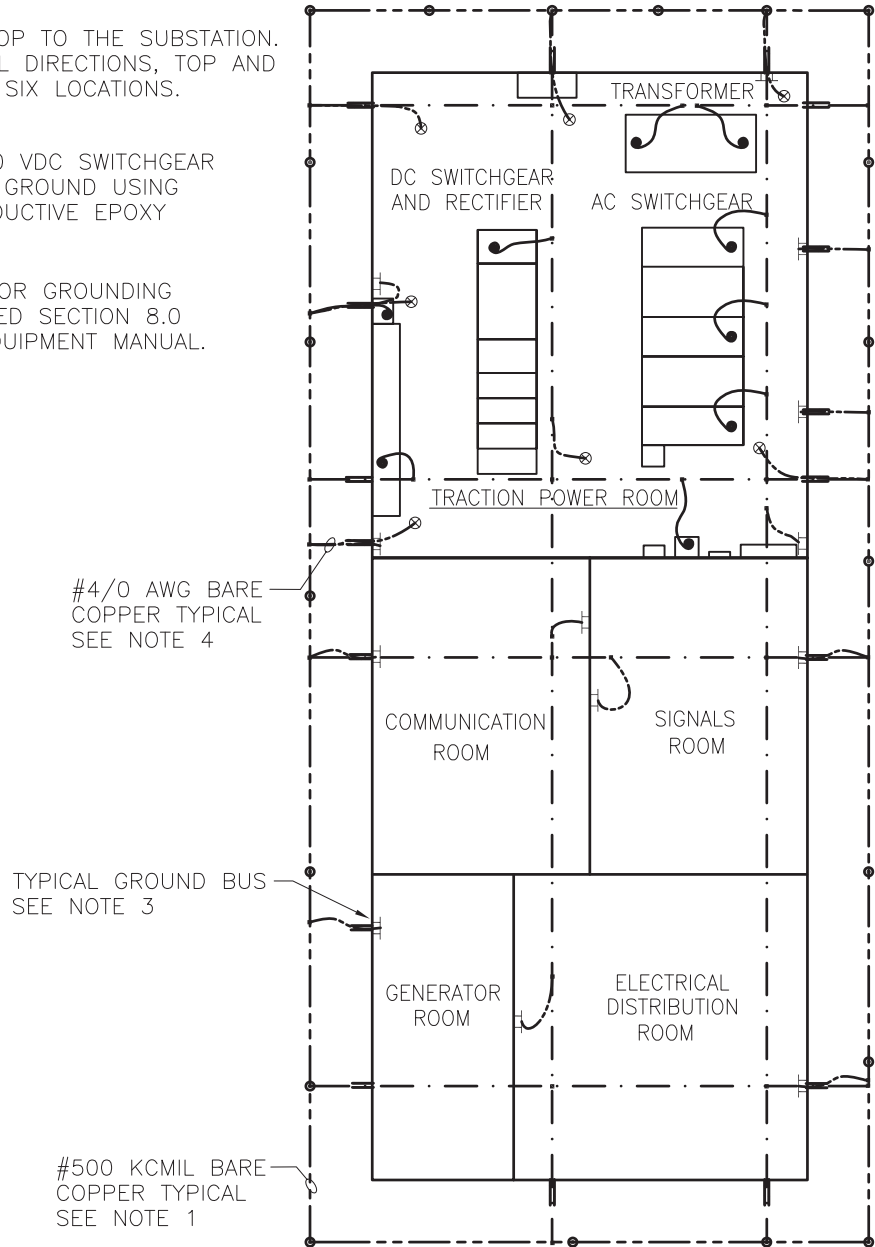 OP TO THE SUBSTATION.
L DIRECTIONS, TOP AND
SIX LOCATIONS.
0 VDC SWITCHGEAR
GROUND USING
DUCTIVE EPOXY
OR GROUNDING
ED SECTION 8.0
QUIPMENT MANUAL.
TRANSFORMER
DC SWITCHGEAR
AND RECTIFIER
AC SWITCHGEAR
TRACTION POWER ROOM
#4/0 AWG BARE
COPPER TYPICAL
SEE NOTE 4
COMMUNICATION
ROOM
SIGNALS
ROOM
TYPICAL GROUND BUS
SEE NOTE 3
GENERATOR
ROOM
ELECTRICAL
DISTRIBUTION
ROOM
#500 KCMIL BARE
COPPER TYPICAL
SEE NOTE 1